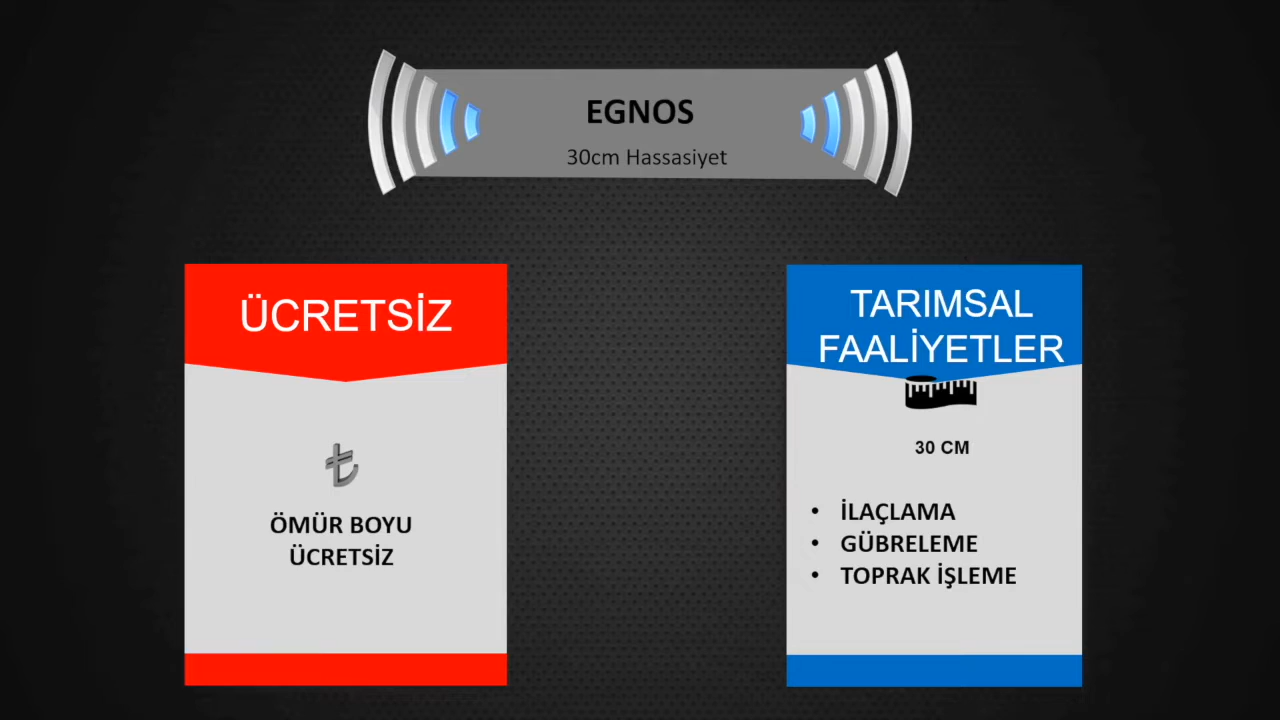 EGNOS
30cm Hassasiyet
ÜCRETSİZ
ÖMÜR BOYU
ÜCRETSİZ
TARIMSAL
FAALİYETLER
30 CM
• İLAÇLAMA
• GÜBRELEME
• TOPRAK İŞLEME